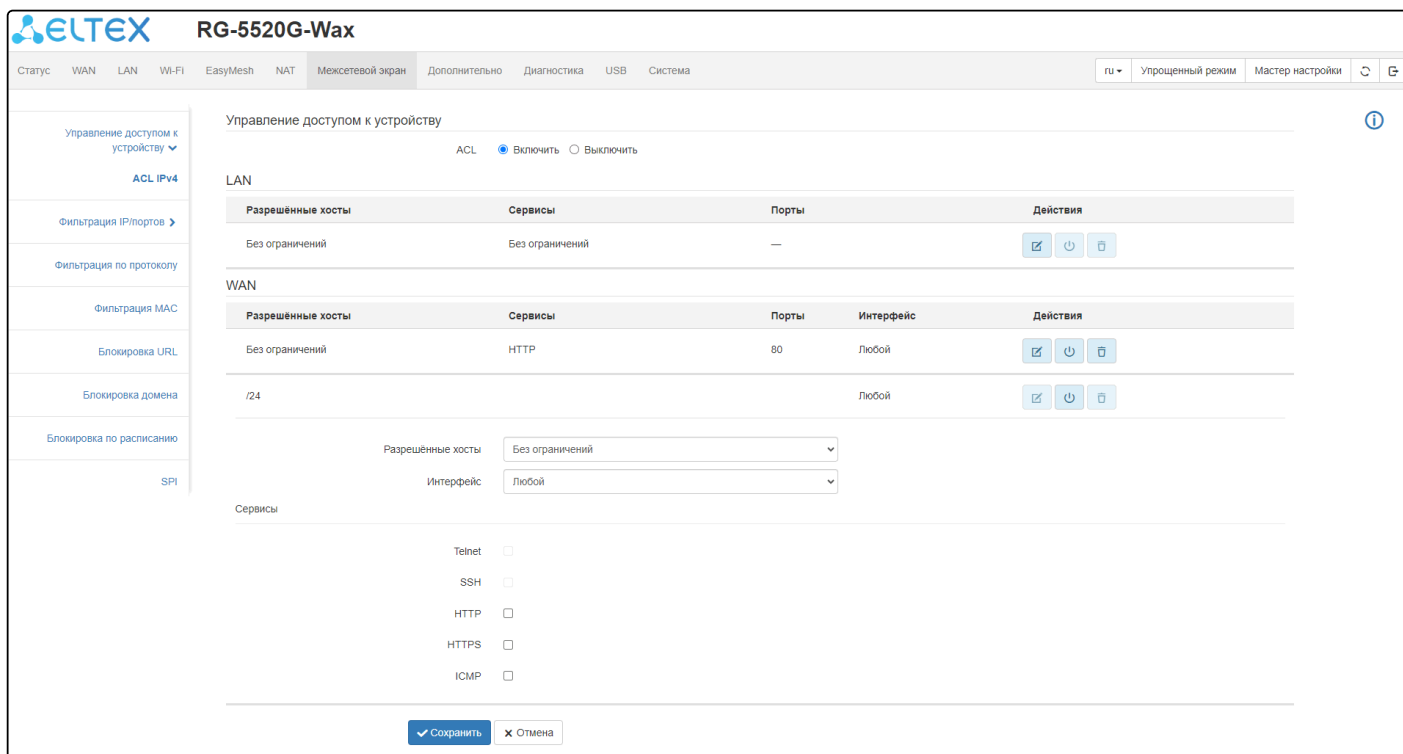 ELTEX RG-5520G-Wax
Статус WAN LAN Wi-Fi EasyMesh NAT Межсетевой экран Дополнительно Диагностика USB Система ru Упрощенный режим Мастер настройки
Управление доступом к
устройству
ACL IPv4
Фильтрация IP/портов
Фильтрация по протоколу
Фильтрация MAC
Блокировка URL
Блокировка домена
Блокировка по расписанию
SPI
Управление доступом к устройству
ACL Включить Выключить
LAN
Разрешённые хосты Сервисы Порты Действия
Без ограничений Без ограничений —
WAN
Разрешённые хосты Сервисы Порты Интерфейс Действия
Без ограничений HTTP 80 Любой
/24 Любой
Разрешённые хосты Без ограничений
Интерфейс Любой
Сервисы
Telnet
SSH
HTTP
HTTPS
ICMP
Сохранить Отмена